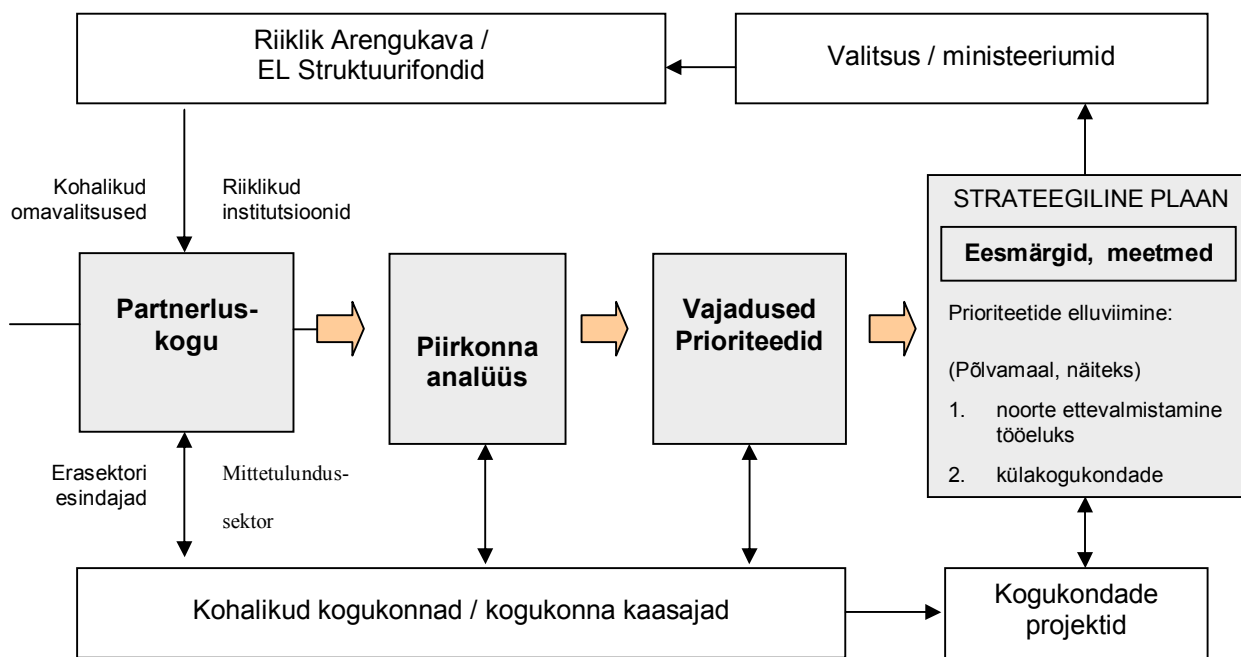 Riiklik Arengukava /
EL Struktuurifondid
Valitsus / ministeeriumid
Kohalikud
omavalitsused
Riiklikud
institutsioonid
Partnerlus-
kogu
Piirkonna
analüüs
Vajadused
Prioriteedid
STRATEEGILINE PLAAN
Eesmärgid, meetmed
Prioriteetide elluviimine:
(Põlvamaal, näiteks)
1. noorte ettevalmistamine
tööeluks
2. külakogukondade
Erasektori
esindajad
Mittetulundus-
sektor
Kohalikud kogukonnad / kogukonna kaasajad
Kogukondade
projektid